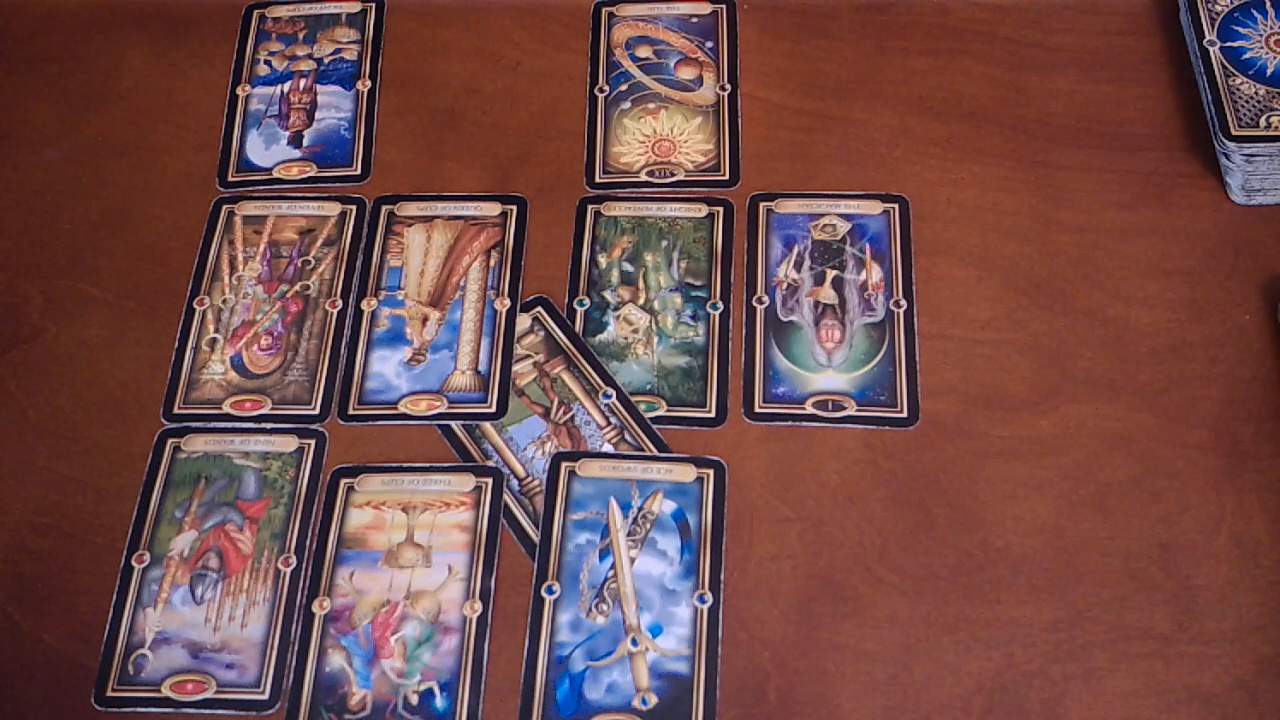 EIGHT OF CUPS
THE SUN
XIX
SEVEN OF WANDS
QUEEN OF CUPS
KNIGHT OF PENTACLES
THE MAGICIAN
I
NINE OF WANDS
THREE OF CUPS
ACE OF SWORDS